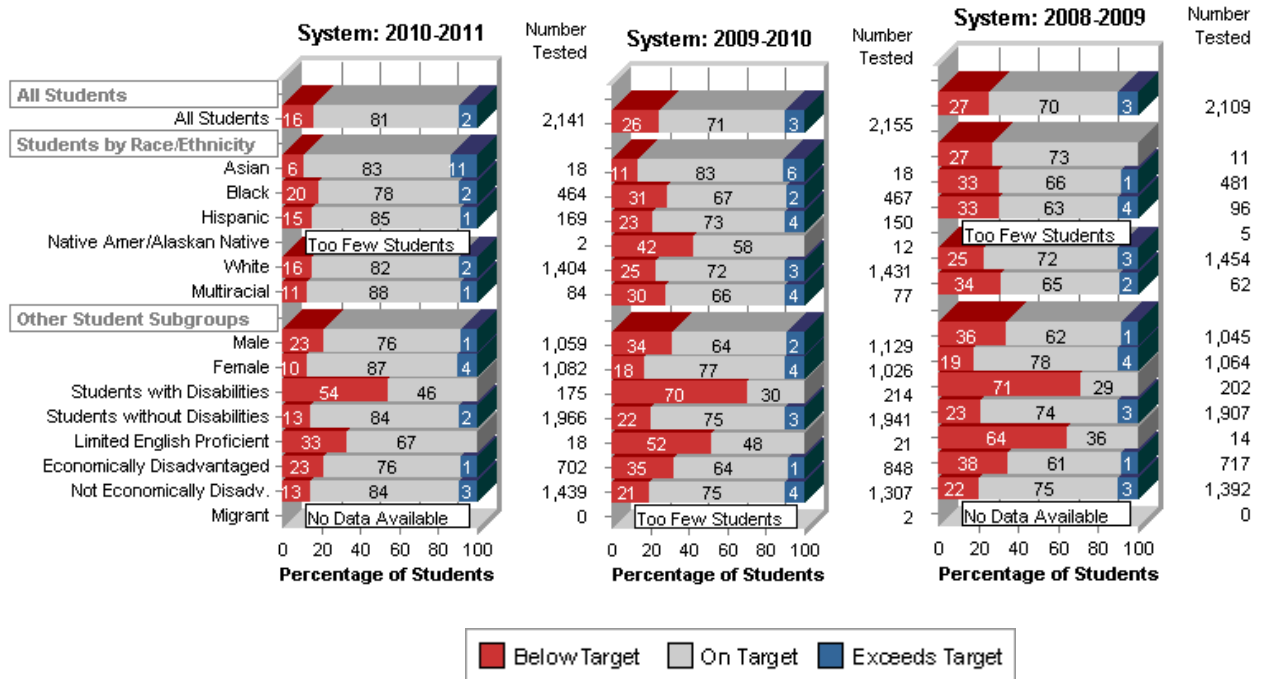 System: 2010-2011
Number
Tested
System: 2009-2010
Number
Tested
System: 2008-2009
Number
Tested
All Students
All Students 16 81 2 2,141 26 71 3 2,155 27 70 3 2,109
Students by Race/Ethnicity
Asian 6 83 11 18 11 83 6 18 27 73 11
Black 20 78 2 464 31 67 2 467 33 66 1 481
Hispanic 15 85 1 169 23 73 4 150 33 63 4 96
Native Amer/Alaskan Native Too Few Students 2 42 58 12 Too Few Students 5
White 16 82 2 1,404 25 72 3 1,431 25 72 3 1,454
Multiracial 11 88 1 84 30 66 4 77 34 65 2 62
Other Student Subgroups
Male 23 76 1 1,059 34 64 2 1,129 36 62 1 1,045
Female 10 87 4 1,082 18 77 4 1,026 19 78 4 1,064
Students with Disabilities 54 46 175 70 30 214 71 29 202
Students without Disabilities 13 84 2 1,966 22 75 3 1,941 23 74 3 1,907
Limited English Proficient 33 67 18 52 48 21 64 36 14
Economically Disadvantaged 23 76 1 702 35 64 1 848 38 61 1 717
Not Economically Disadv. 13 84 3 1,439 21 75 4 1,307 22 75 3 1,392
Migrant No Data Available 0 Too Few Students 2 No Data Available 0
0 20 40 60 80 100 0 20 40 60 80 100 0 20 40 60 80 100
Percentage of Students Percentage of Students Percentage of Students
Below Target On Target Exceeds Target